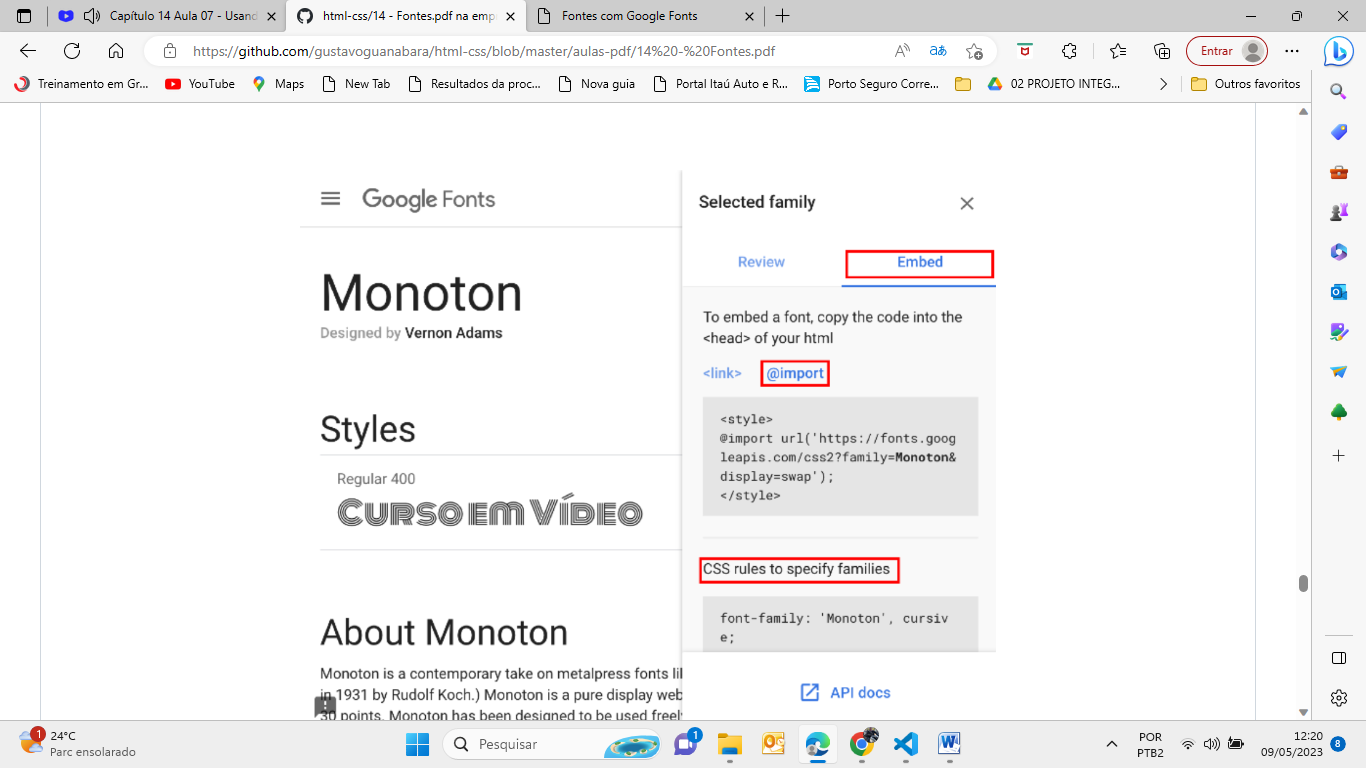 Capítulo 14 Aula 07 - Usand
html-css/14 - Fontes.pdf na emp
Fontes com Google Fonts
https://github.com/gustavoguanabara/html-css/blob/master/aulas-pdf/14%20-%20Fontes.pdf
Entrar
Treinamento em Gr...
YouTube
Maps
New Tab
Resultados da proc...
Nova guia
Portal Itaú Auto e R...
Porto Seguro Corre...
02 PROJETO INTEG...
Outros favoritos
Google Fonts
Monoton
Designed by Vernon Adams
Styles
Regular 400
Curso em Vídeo
About Monoton
Monoton is a contemporary take on metalpress fonts li
in 1931 by Rudolf Koch.) Monoton is a pure display web
30 points. Monoton has been designed to be used freel
Selected family
Review
Embed
To embed a font, copy the code into the
<head> of your html
<link>
@import
<style>
@import url('https://fonts.goog
leapis.com/css2?family=Monoton&
display=swap');
</style>
CSS rules to specify families
font-family: 'Monoton', cursiv
e;
API docs
1
24°C
Parc ensolarado
Pesquisar
1
POR
PTB2
12:20
09/05/2023
8